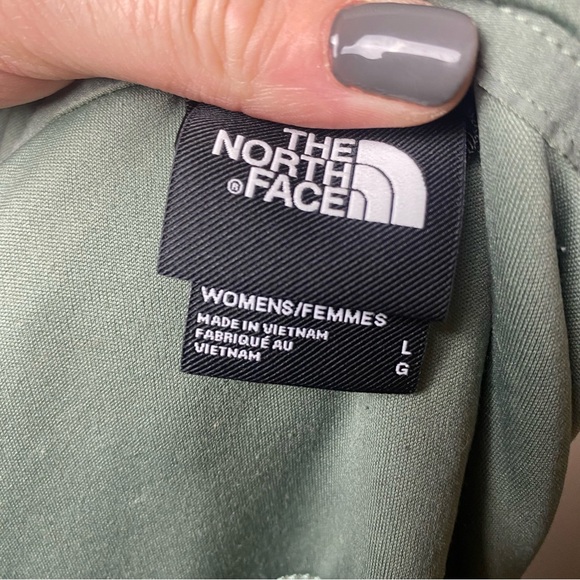 THE
NORTH
® FACE
WOMENS/FEMMES
MADE IN VIETNAM
FABRIQUÉ AU
VIETNAM
L
G